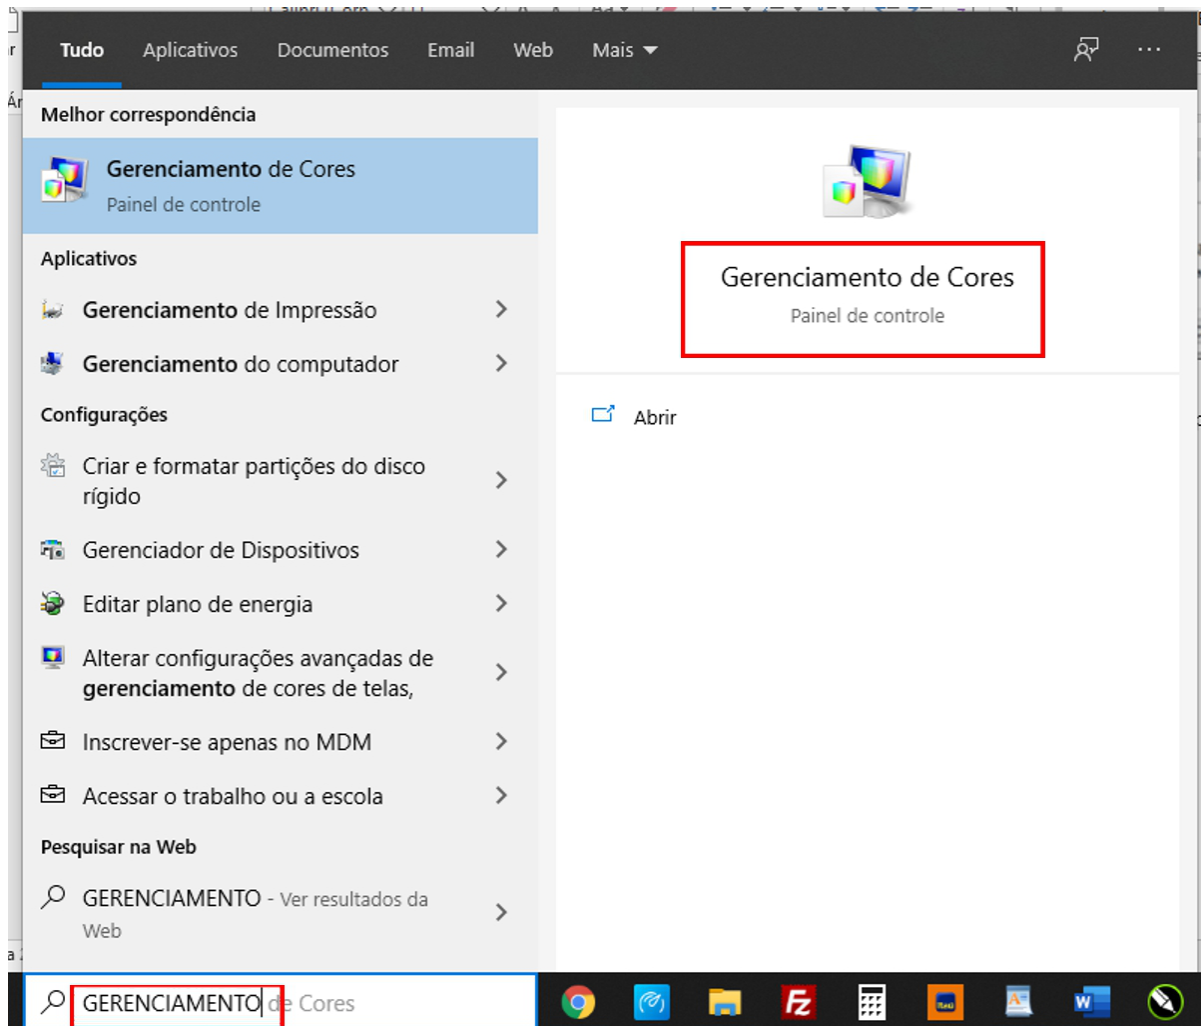 Tudo Aplicativos Documentos Email Web Mais
Melhor correspondência
Gerenciamento de Cores
Painel de controle
Aplicativos
Gerenciamento de Impressão
Gerenciamento do computador
Configurações
Criar e formatar partições do disco
rígido
Gerenciador de Dispositivos
Editar plano de energia
Alterar configurações avançadas de
gerenciamento de cores de telas,
Inscrever-se apenas no MDM
Acessar o trabalho ou a escola
Pesquisar na Web
GERENCIAMENTO - Ver resultados da
Web
GERENCIAMENTO de Cores
Gerenciamento de Cores
Painel de controle
Abrir